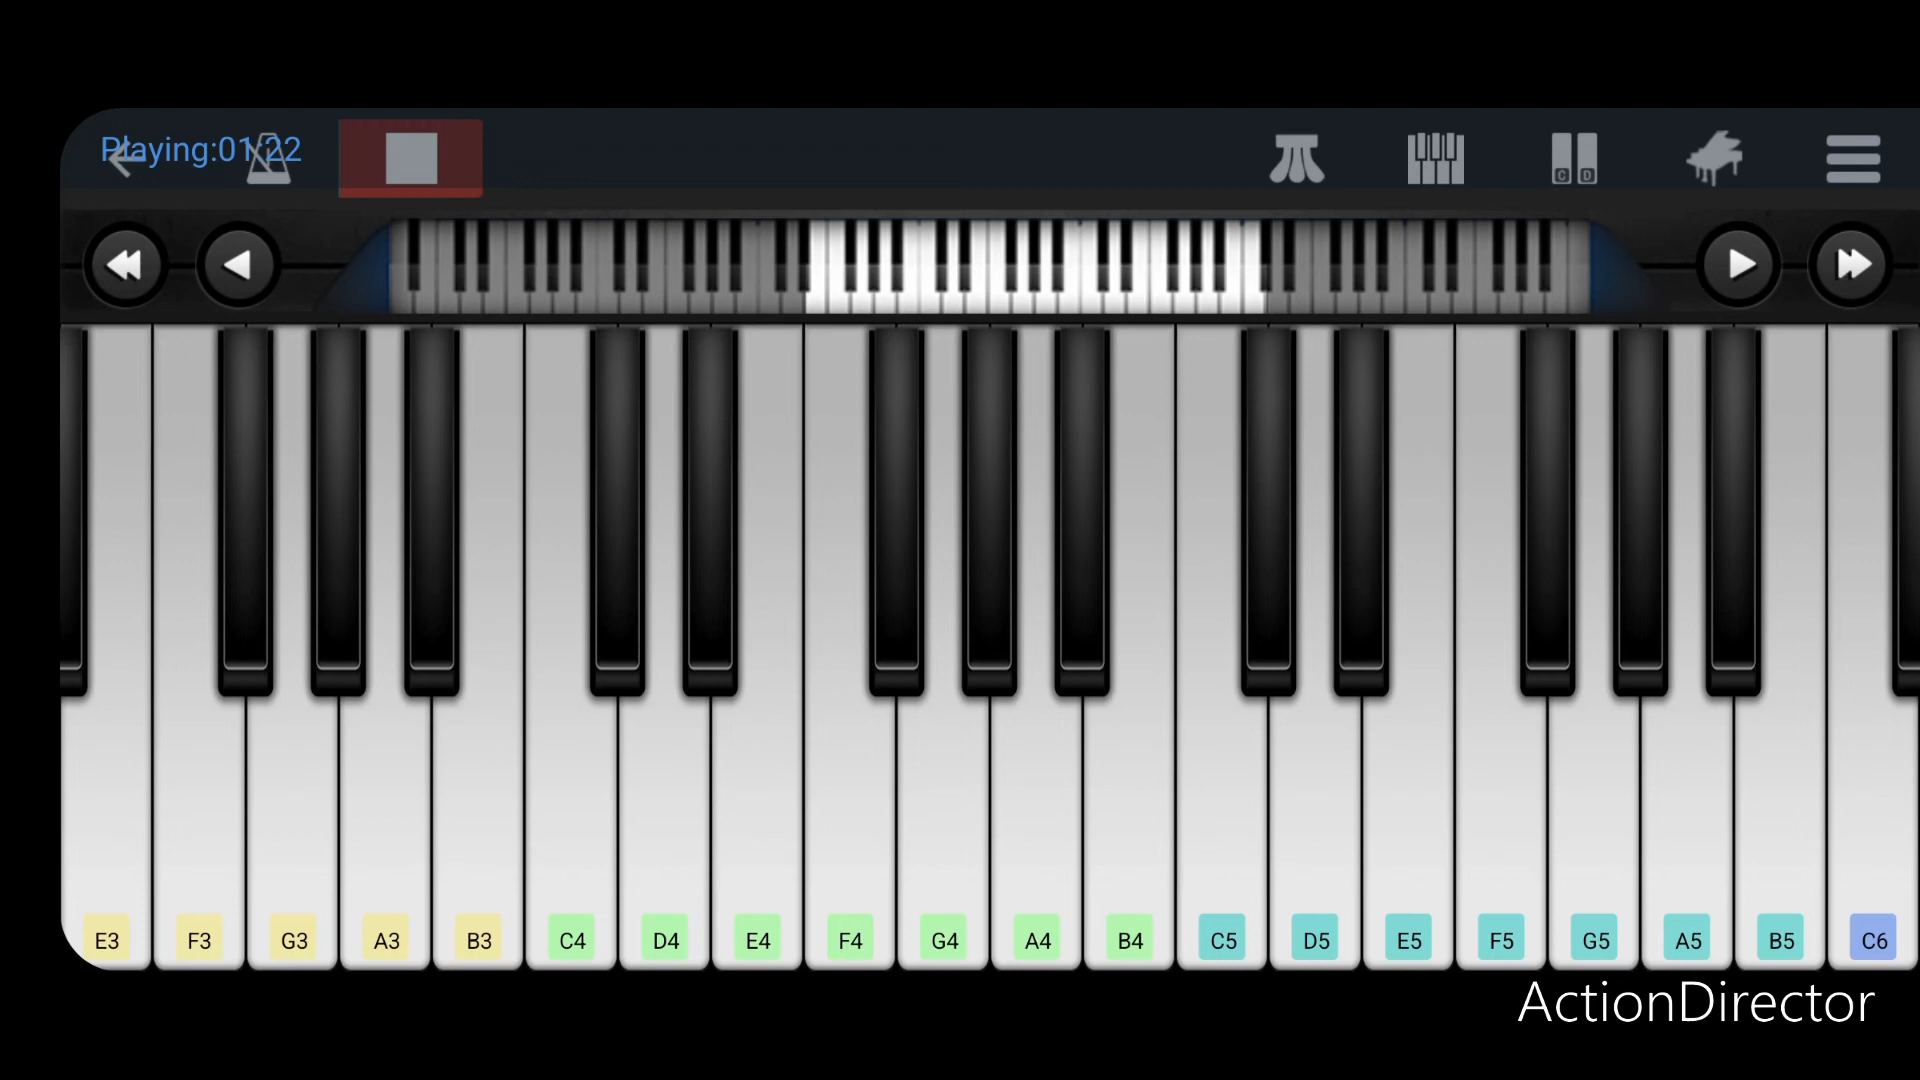 Playing:01:22
C D
E3 F3 G3 A3 B3 C4 D4 E4 F4 G4 A4 B4 C5 D5 E5 F5 G5 A5 B5 C6
ActionDirector